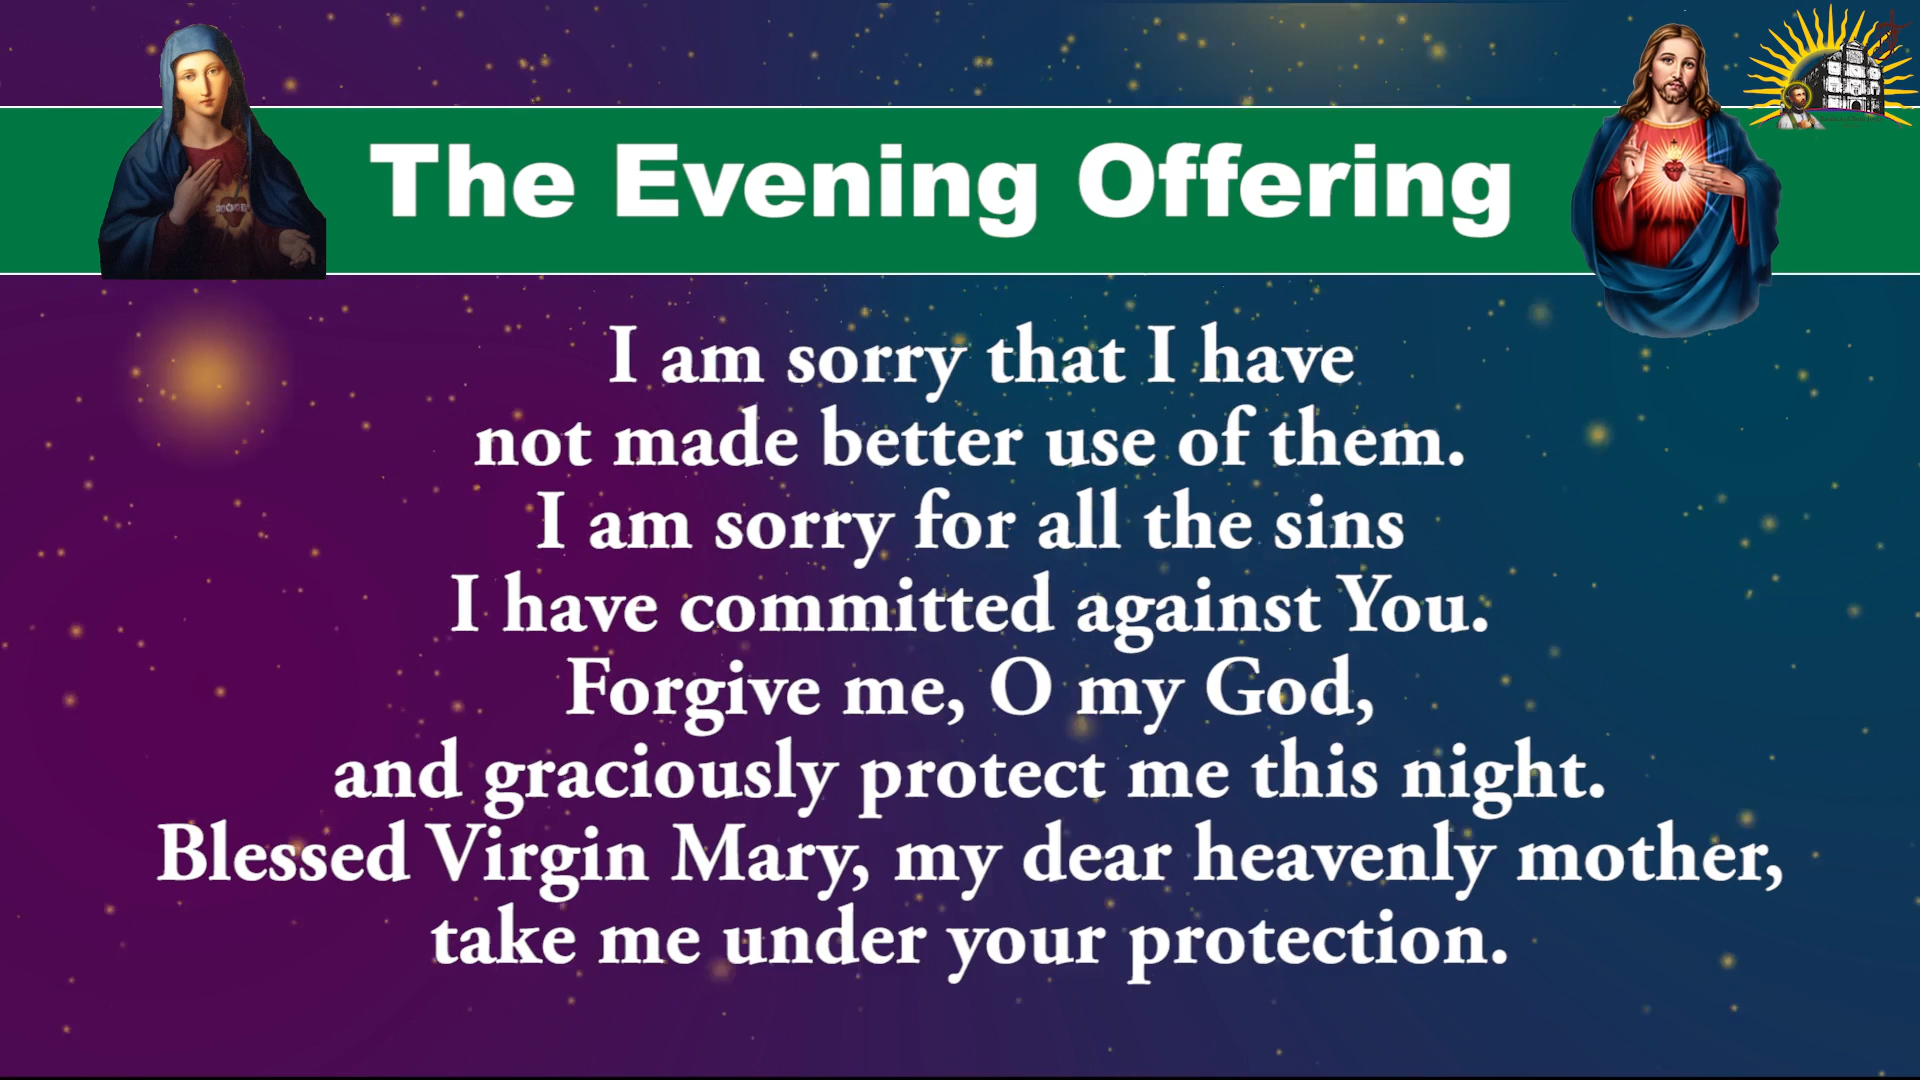 The Evening Offering
I am sorry that I have
not made better use of them.
I am sorry for all the sins
I have committed against You.
Forgive me, O my God,
and graciously protect me this night.
Blessed Virgin Mary, my dear heavenly mother,
take me under your protection.